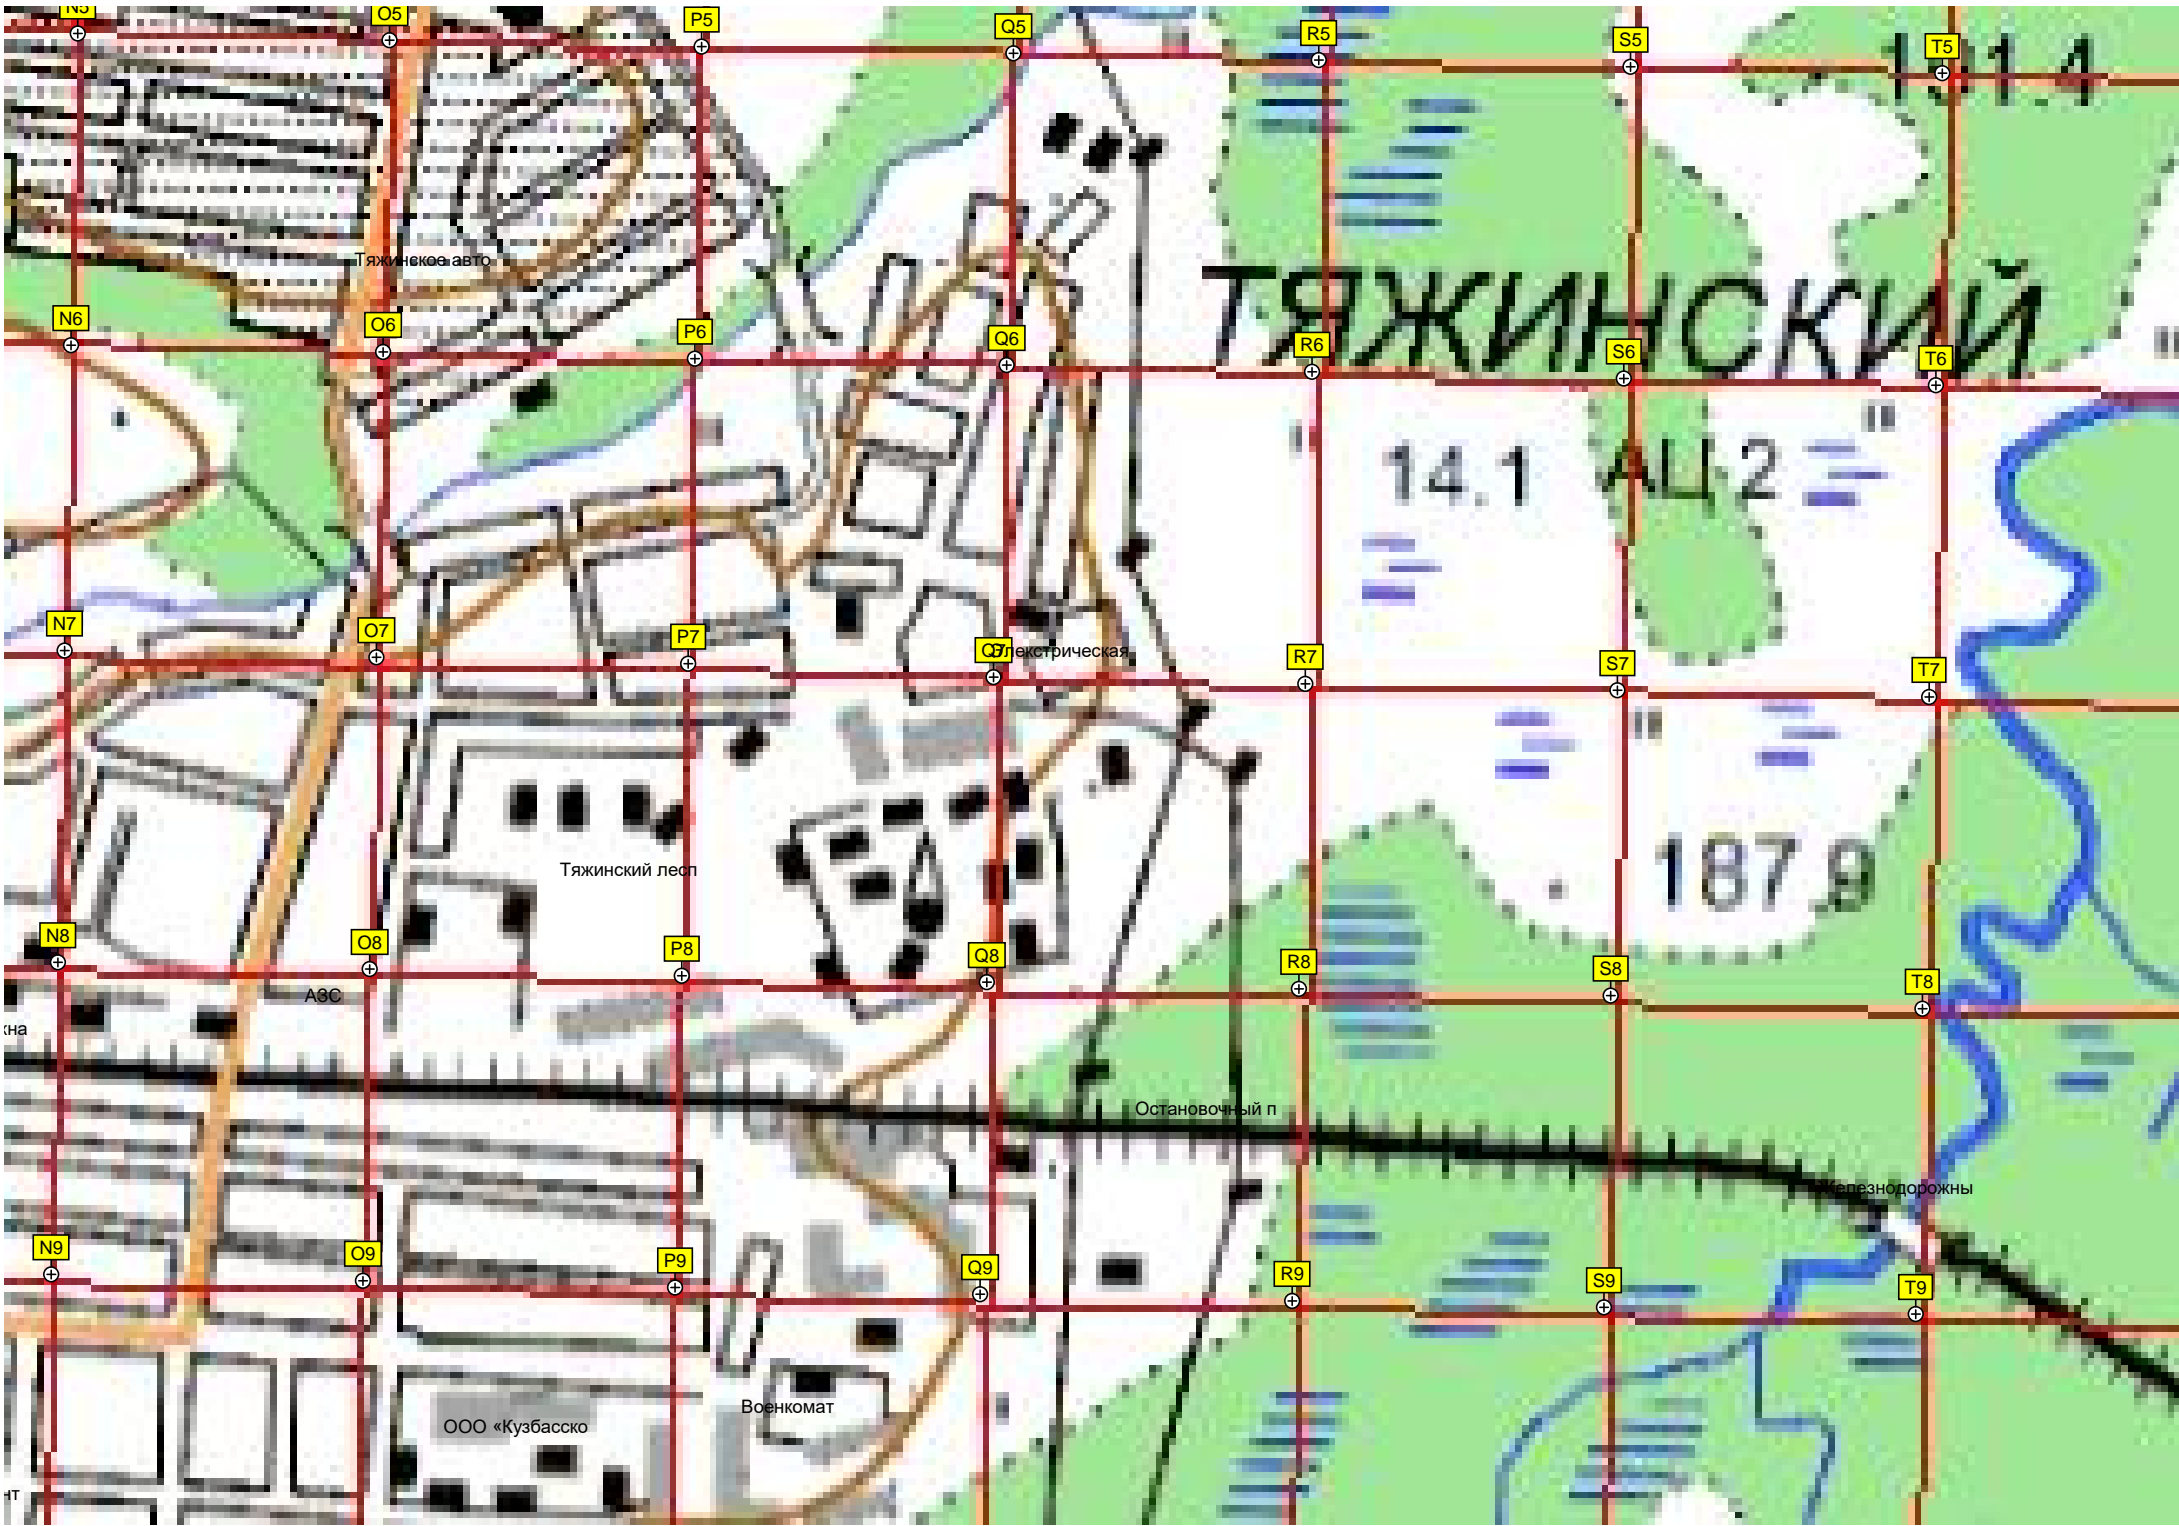 N5 O5 P5 Q5 R5 S5 T5
191.4
Тяжинское авто
ТЯЖИНСКИЙ
N6 O6 P6 Q6 R6 S6 T6
14.1 АЦ 2
N7 O7 P7 Q7 R7 S7 T7
Электрическая
Тяжинский лесп
187.9
N8 O8 P8 Q8 R8 S8 T8
АЗС
Остановочный п
Железнодорожны
N9 O9 P9 Q9 R9 S9 T9
Военкомат
ООО «Кузбасско